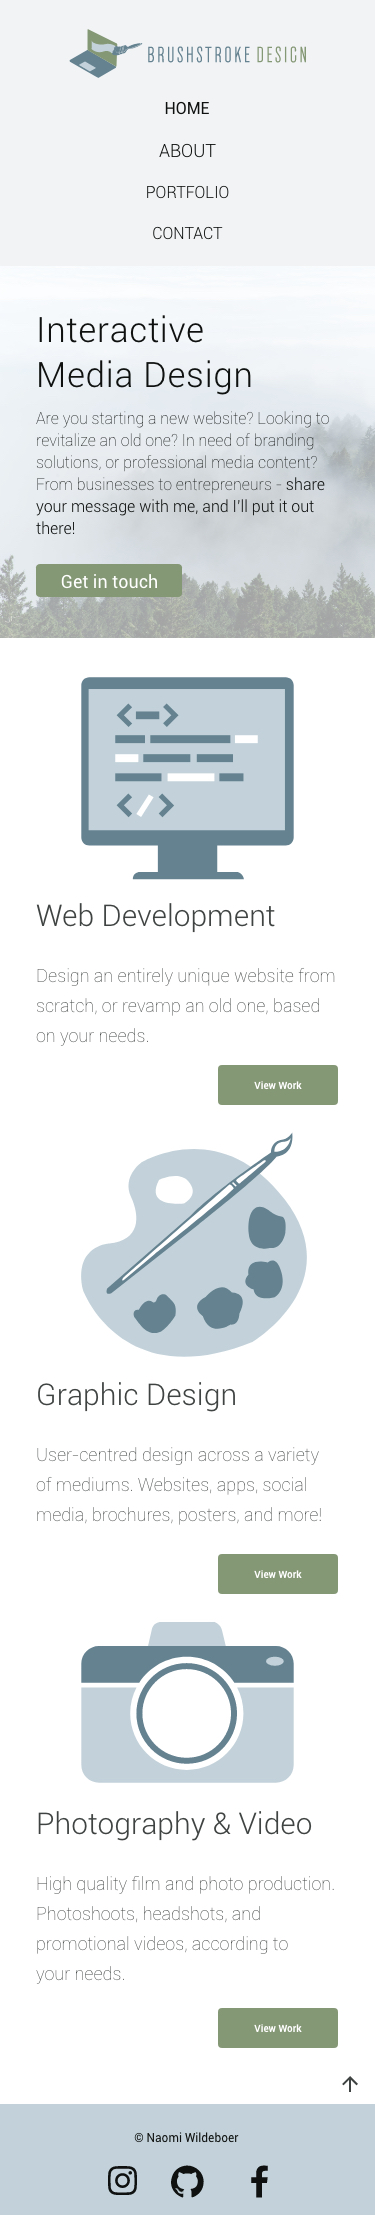 BRUSHSTROKE DESIGN
HOME
ABOUT
PORTFOLIO
CONTACT
Interactive
Media Design
Are you starting a new website? Looking to
revitalize an old one? In need of branding
solutions, or professional media content?
From businesses to entrepreneurs - share
your message with me, and I'll put it out
there!
Get in touch
Web Development
Design an entirely unique website from
scratch, or revamp an old one, based
on your needs.
View Work
Graphic Design
User-centred design across a variety
of mediums. Websites, apps, social
media, brochures, posters, and more!
View Work
Photography & Video
High quality film and photo production.
Photoshoots, headshots, and
promotional videos, according to
your needs.
View Work
© Naomi Wildeboer